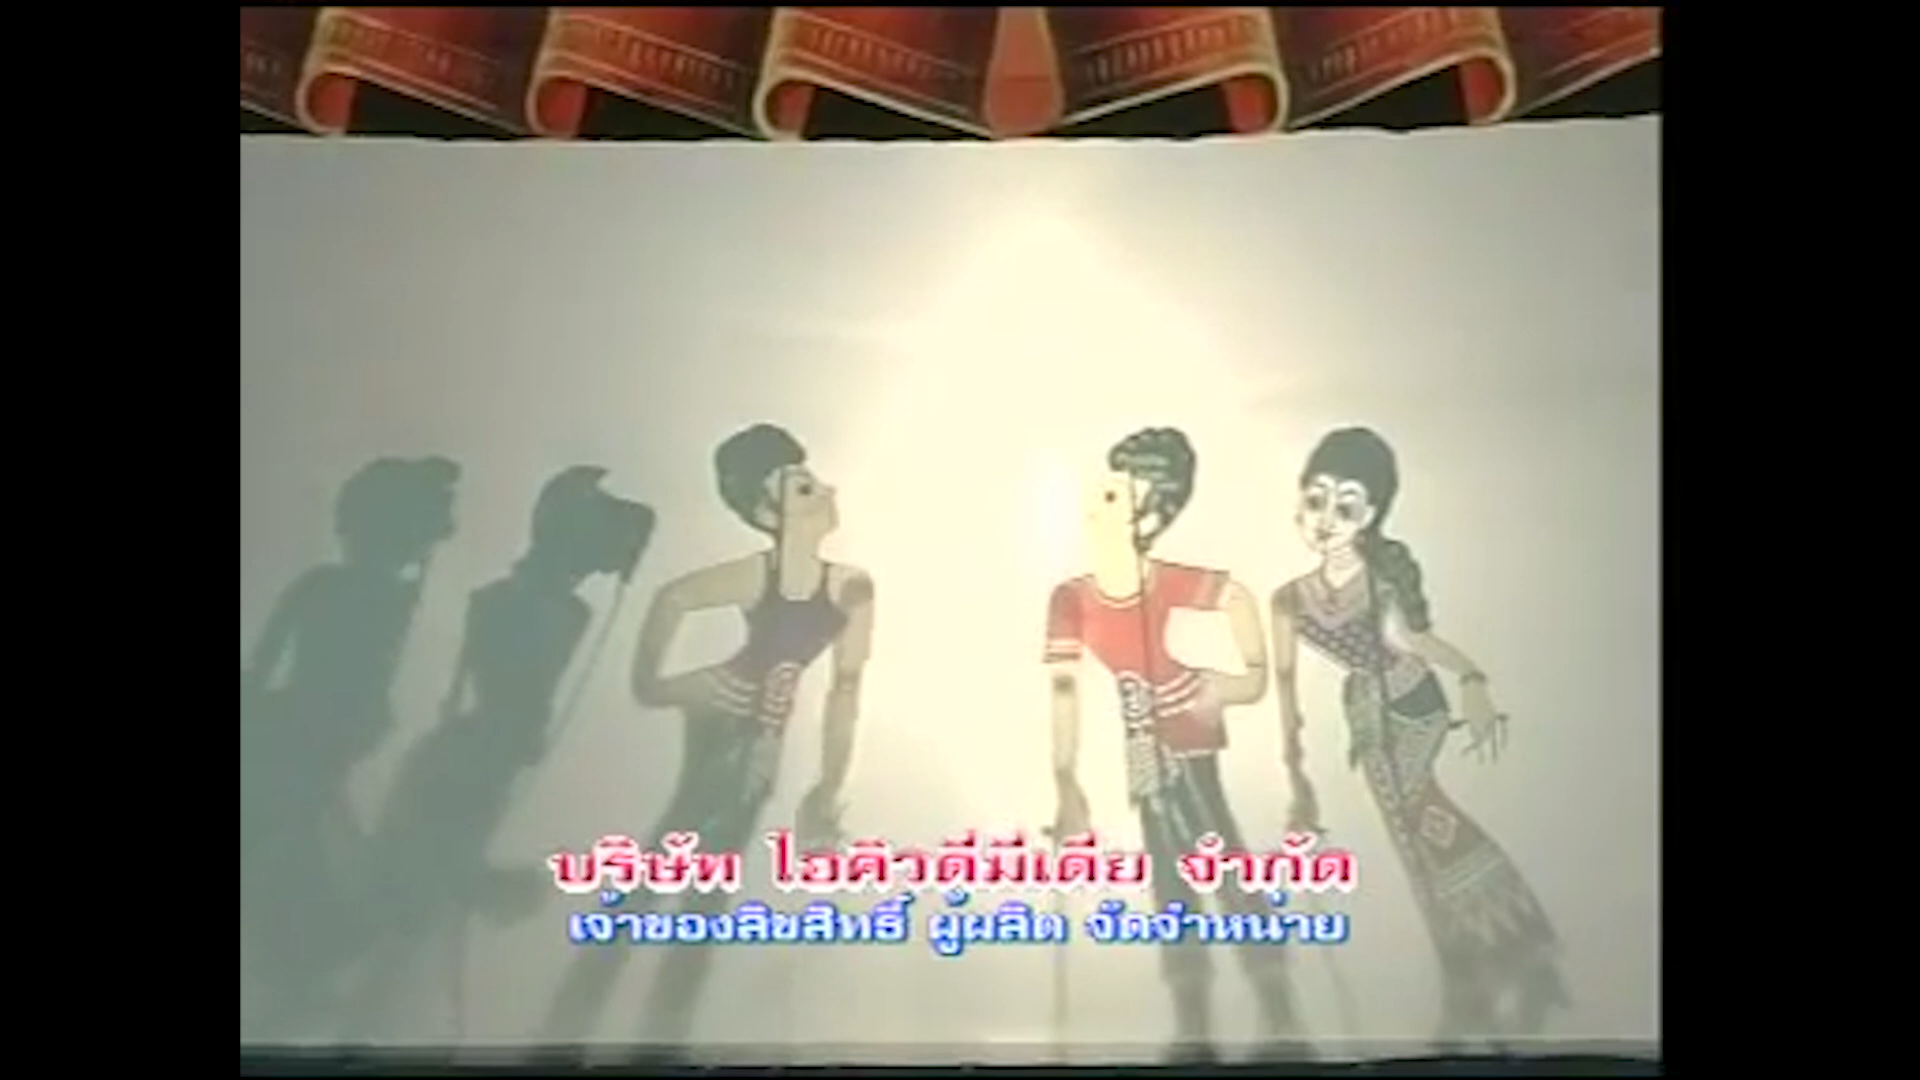 บริษัท ไอคิวดีมีเดีย จำกัด
เจ้าของลิขสิทธิ์ ผู้ผลิต จัดจำหน่าย